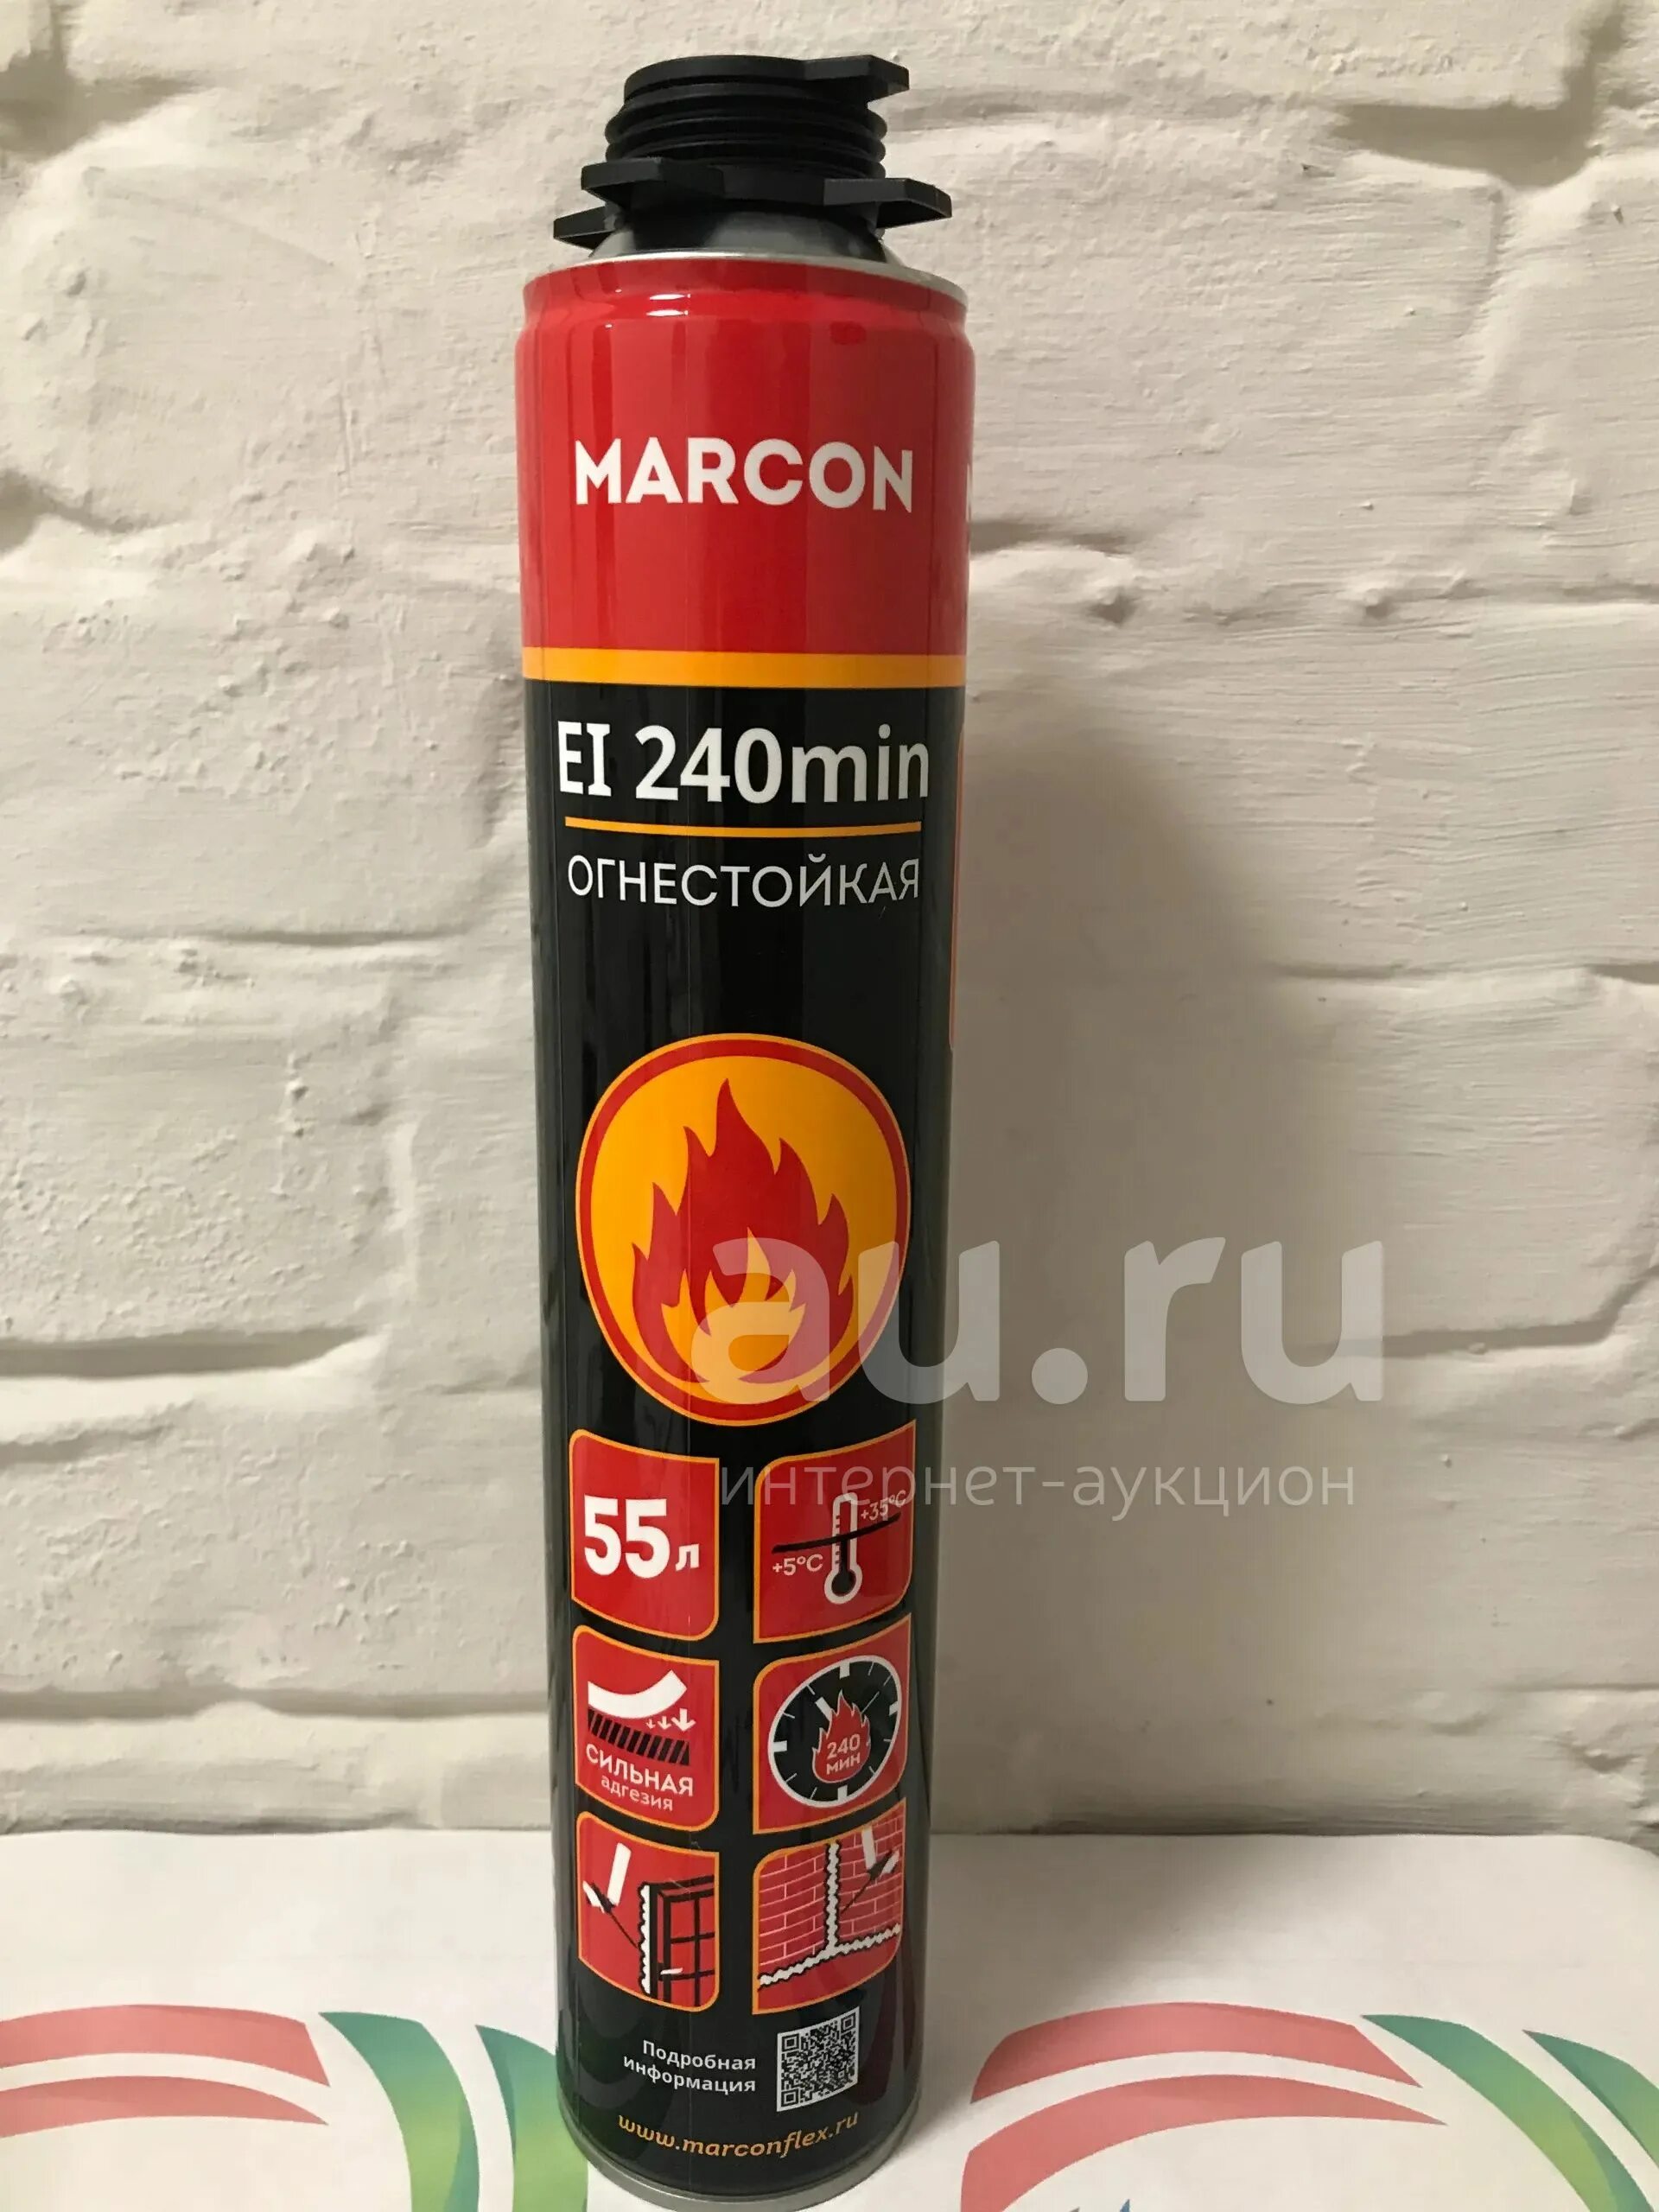 MARCON
EI 240min
ОГНЕСТОЙКАЯ
au.ru
интернет-аукцион
55л
+35°C
+5°C
СИЛЬНАЯ
адгезия
240
мин
Подробная
информация
www.marconflex.ru